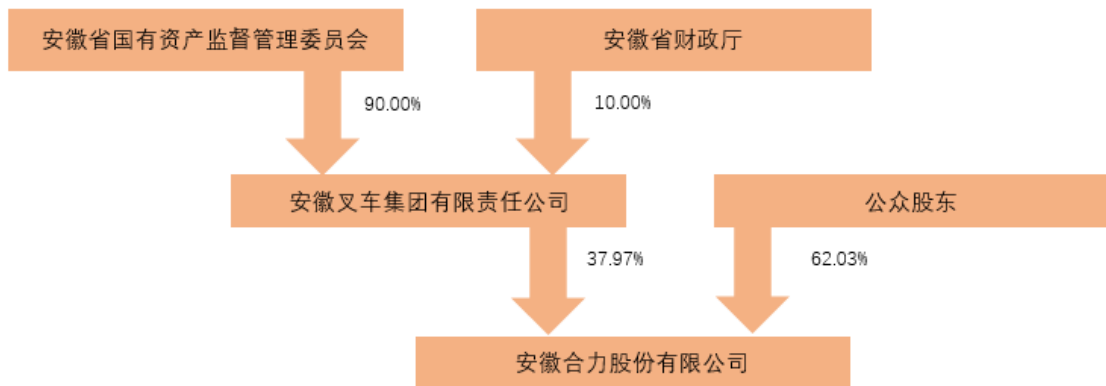 安徽省国有资产监督管理委员会
安徽省财政厅
90.00%
10.00%
安徽叉车集团有限责任公司
公众股东
37.97%
62.03%
安徽合力股份有限公司